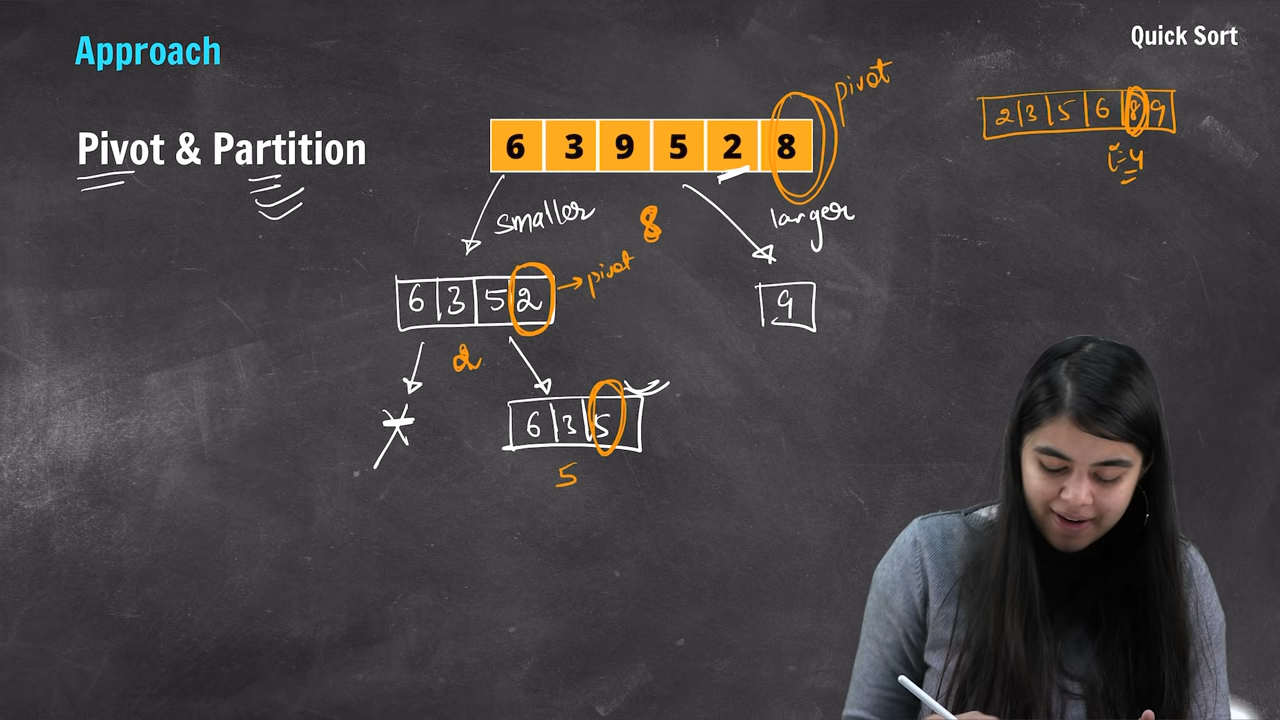 Approach
Quick Sort
Pivot & Partition
6 3 9 5 2 8
pivot
2 3 5 6 8 9
i=4
smaller
8
larger
6 3 5 2
pivot
9
2
6 3 5
5